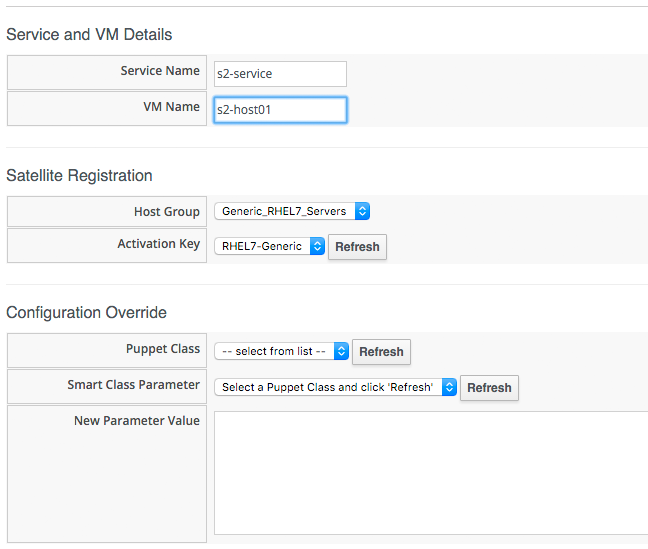 Service and VM Details
Service Name s2-service
VM Name s2-host01
Satellite Registration
Host Group Generic_RHEL7_Servers
Activation Key RHEL7-Generic Refresh
Configuration Override
Puppet Class -- select from list -- Refresh
Smart Class Parameter Select a Puppet Class and click 'Refresh' Refresh
New Parameter Value